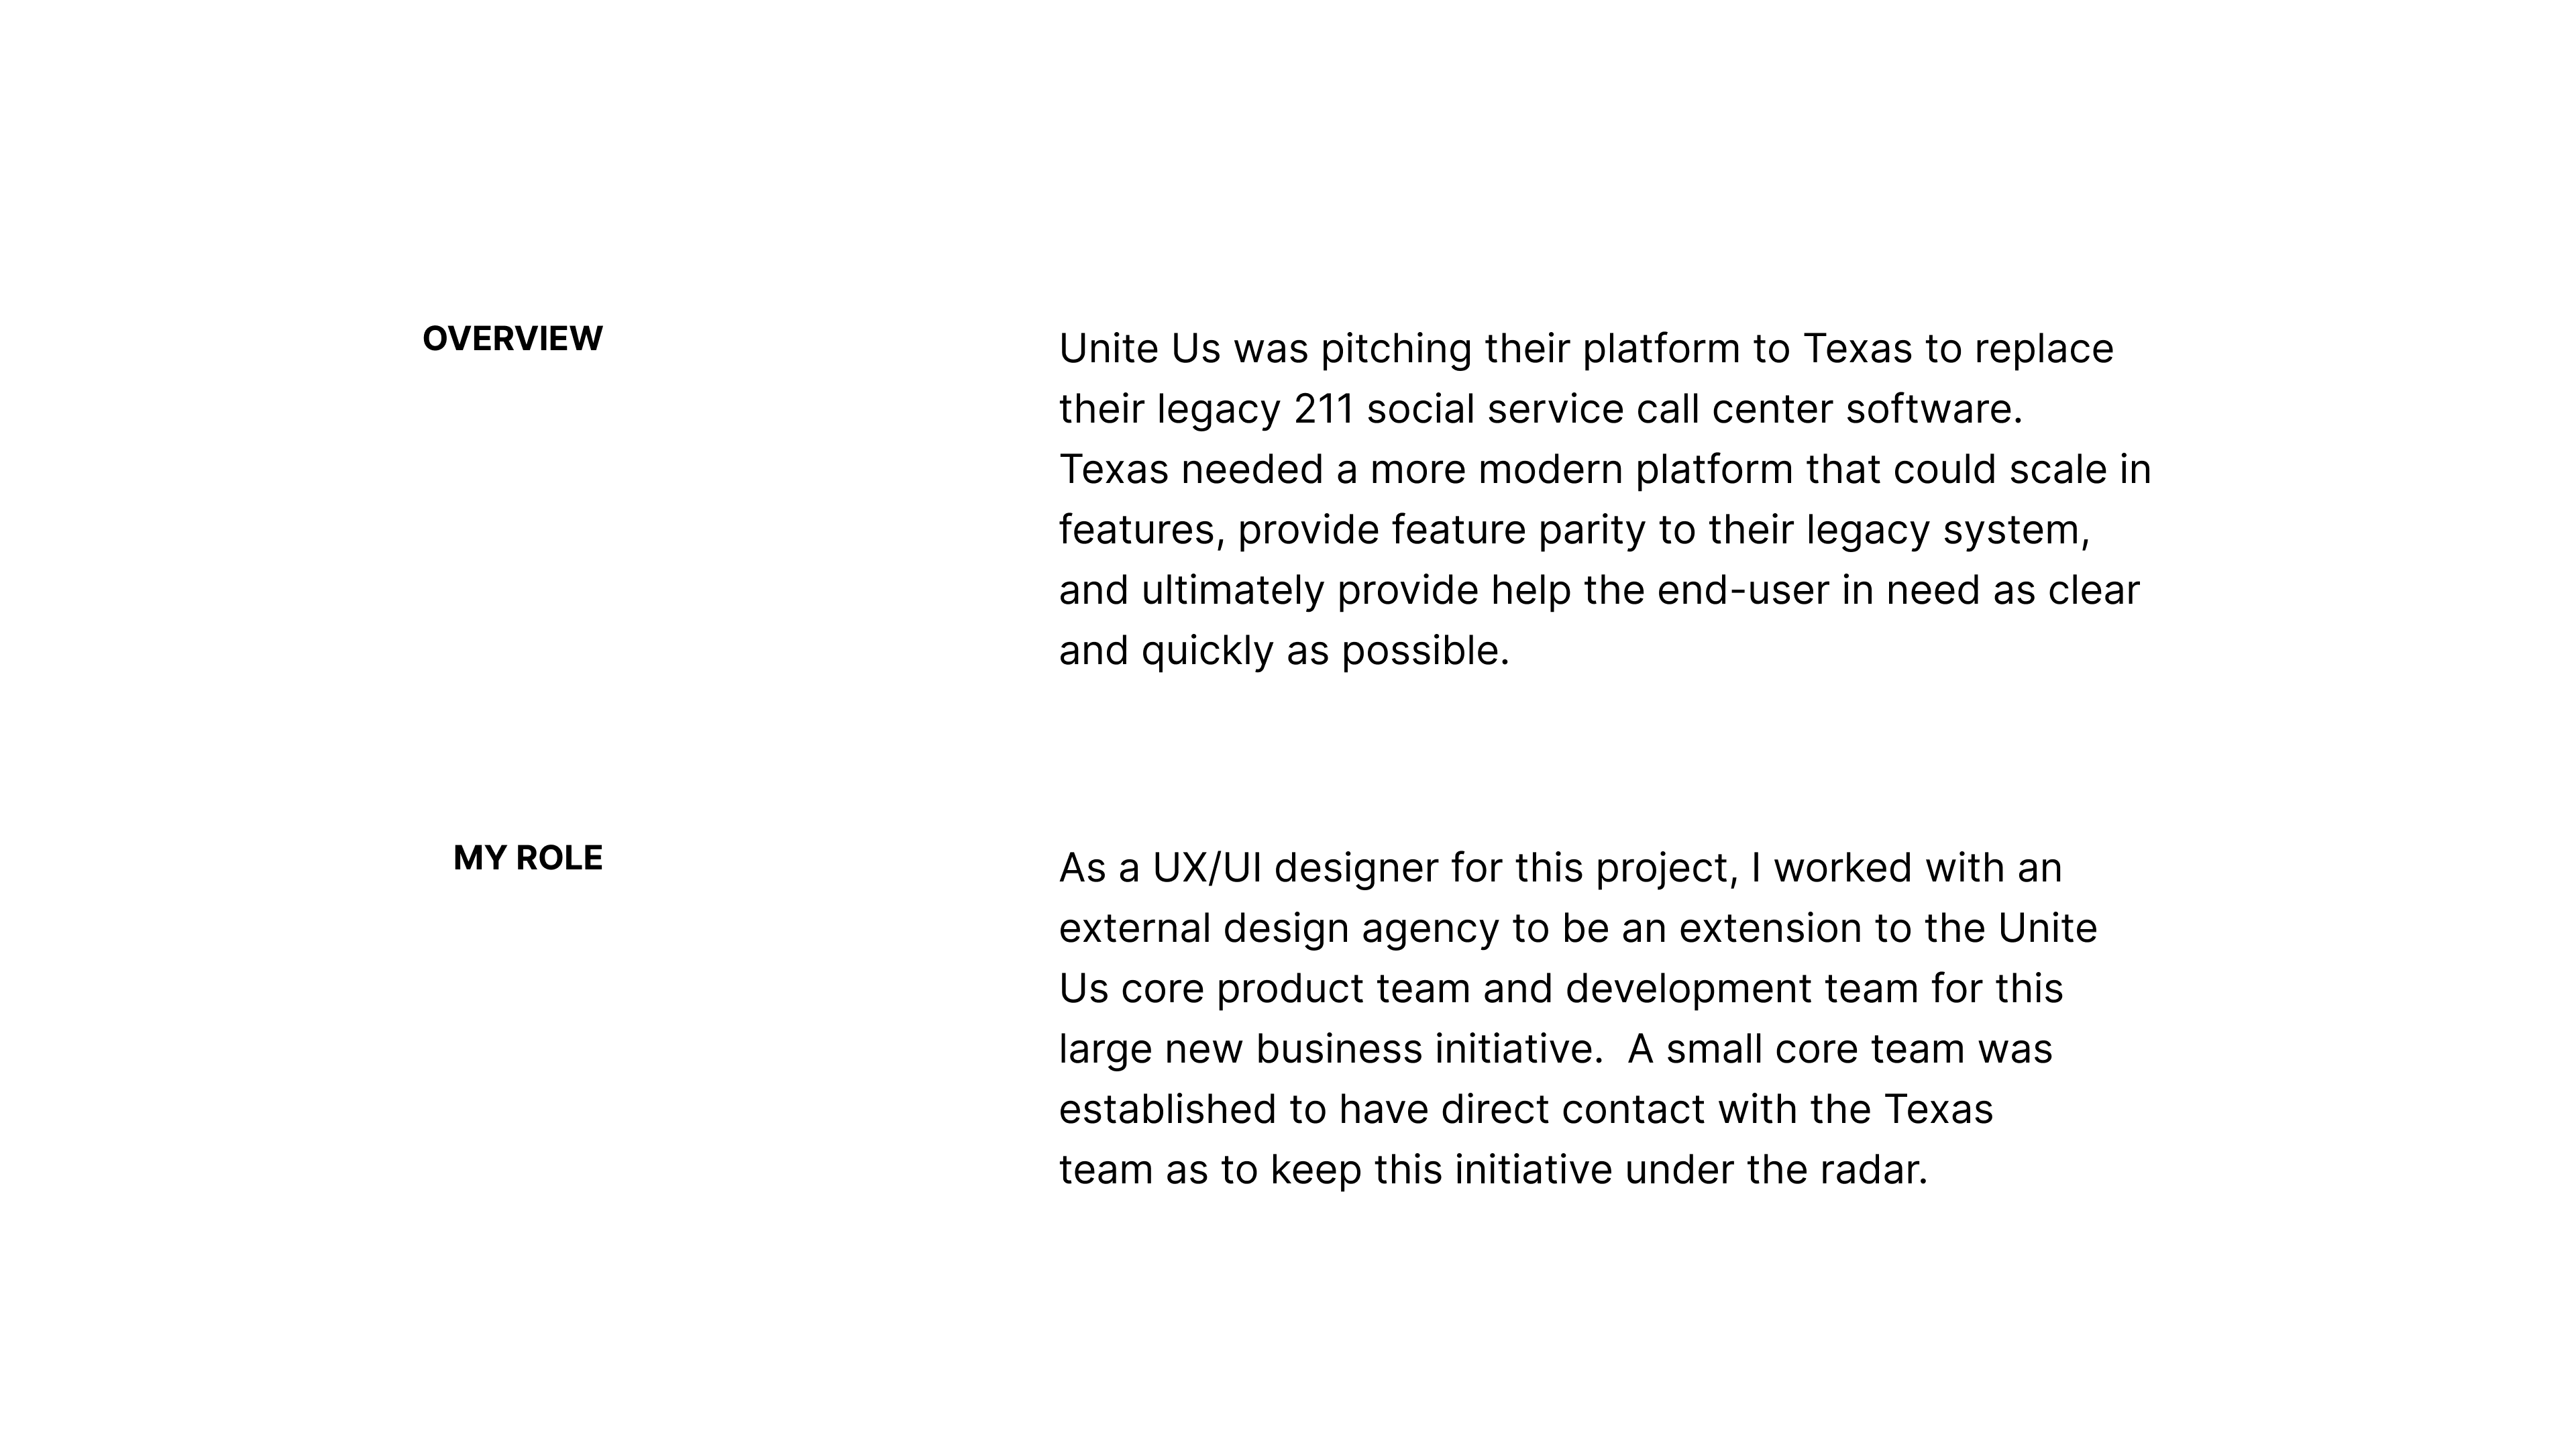 OVERVIEW
Unite Us was pitching their platform to Texas to replace
their legacy 211 social service call center software.
Texas needed a more modern platform that could scale in
features, provide feature parity to their legacy system,
and ultimately provide help the end-user in need as clear
and quickly as possible.
MY ROLE
As a UX/UI designer for this project, I worked with an
external design agency to be an extension to the Unite
Us core product team and development team for this
large new business initiative.  A small core team was
established to have direct contact with the Texas
team as to keep this initiative under the radar.